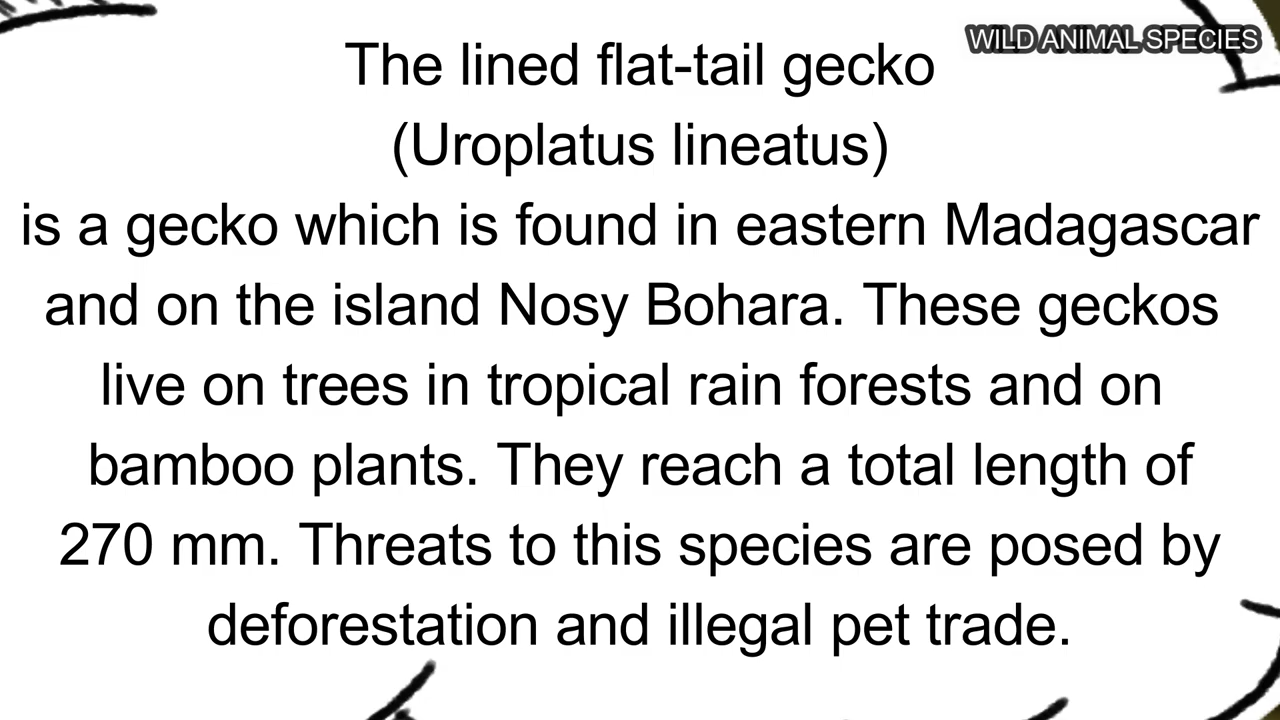 WILD ANIMAL SPECIES
The lined flat-tail gecko
(Uroplatus lineatus)
is a gecko which is found in eastern Madagascar
and on the island Nosy Bohara. These geckos
live on trees in tropical rain forests and on
bamboo plants. They reach a total length of
270 mm. Threats to this species are posed by
deforestation and illegal pet trade.